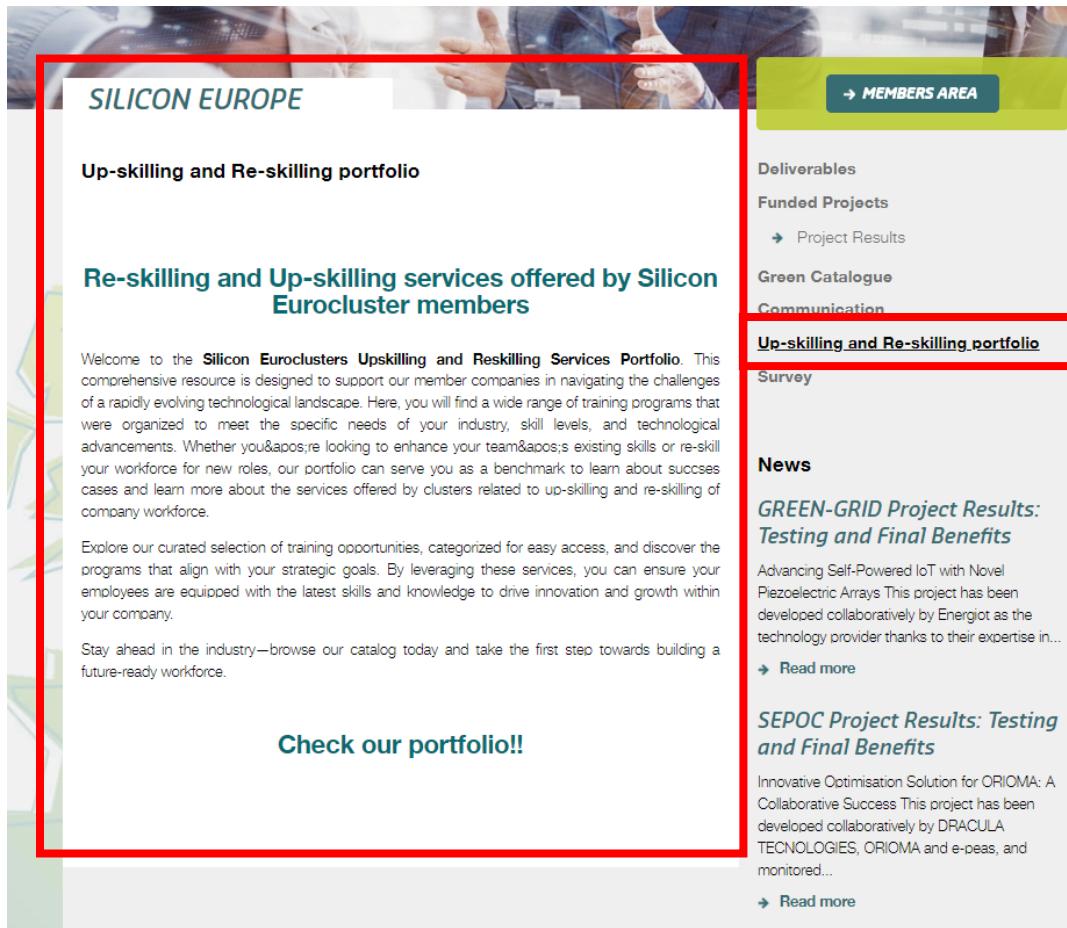 SILICON EUROPE
Up-skilling and Re-skilling portfolio
Re-skilling and Up-skilling services offered by Silicon
Eurocluster members
Welcome to the Silicon Euroclusters Upskilling and Reskilling Services Portfolio. This
comprehensive resource is designed to support our member companies in navigating the challenges
of a rapidly evolving technological landscape. Here, you will find a wide range of training programs that
were organized to meet the specific needs of your industry, skill levels, and technological
advancements. Whether you&apos;re looking to enhance your team&apos;s existing skills or re-skill
your workforce for new roles, our portfolio can serve you as a benchmark to learn about succses
cases and learn more about the services offered by clusters related to up-skilling and re-skilling of
company workforce.
Explore our curated selection of training opportunities, categorized for easy access, and discover the
programs that align with your strategic goals. By leveraging these services, you can ensure your
employees are equipped with the latest skills and knowledge to drive innovation and growth within
your company.
Stay ahead in the industry—browse our catalog today and take the first step towards building a
future-ready workforce.
Check our portfolio!!
→ MEMBERS AREA
Deliverables
Funded Projects
→ Project Results
Green Catalogue
Communication
Up-skilling and Re-skilling portfolio
Survey
News
GREEN-GRID Project Results:
Testing and Final Benefits
Advancing Self-Powered IoT with Novel
Piezoelectric Arrays This project has been
developed collaboratively by Energiot as the
technology provider thanks to their expertise in...
→ Read more
SEPOC Project Results: Testing
and Final Benefits
Innovative Optimisation Solution for ORIOMA: A
Collaborative Success This project has been
developed collaboratively by DRACULA
TECNOLOGIES, ORIOMA and e-peas, and
monitored...
→ Read more